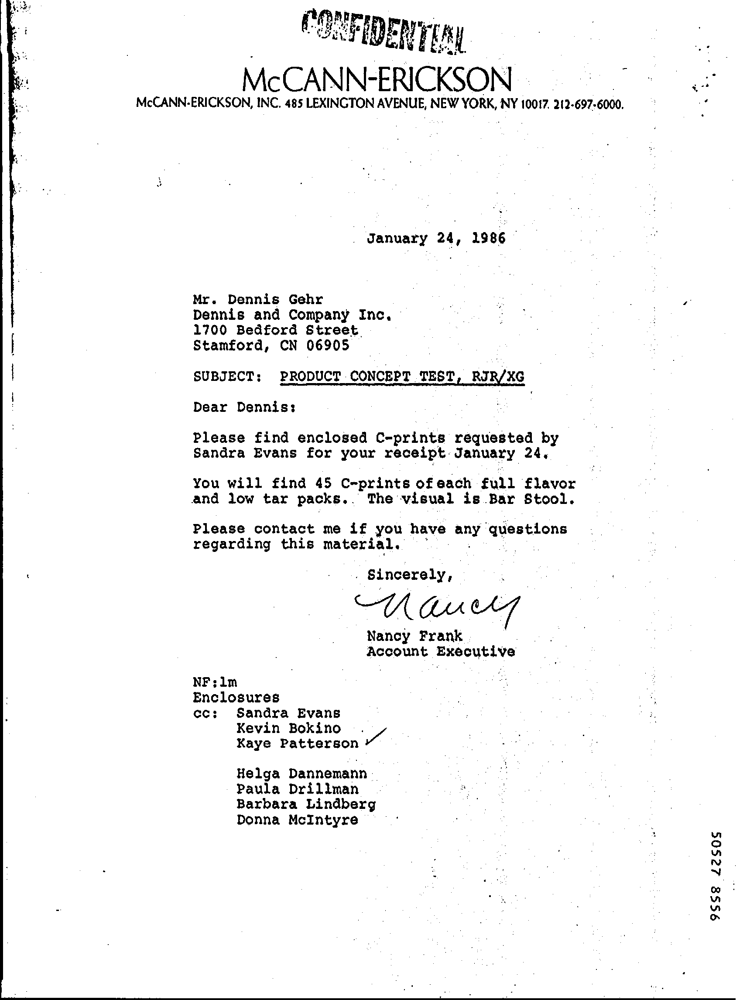 CONFIDENTIAL
McCANN-ERICKSON
McCANN-ERICKSON, INC. 485 LEXINGTON AVENUE, NEW YORK, NY 10017. 212-697-6000.
January 24, 1986
Mr. Dennis Gehr
Dennis and Company Inc.
1700 Bedford Street
Stamford, CN 06905
SUBJECT: PRODUCT CONCEPT TEST, RJR/XG
Dear Dennis:
Please find enclosed C-prints requested by
Sandra Evans for your receipt January 24.
You will find 45 C-prints of each full flavor
and low tar packs. The visual is Bar Stool.
Please contact me if you have any questions
regarding this material.
Sincerely,
Nancy
Nancy Frank
Account Executive
NF:lm
Enclosures
cc: Sandra Evans
Kevin Bokino
Kaye Patterson ✓
Helga Dannemann
Paula Drillman
Barbara Lindberg
Donna McIntyre
50527 8556